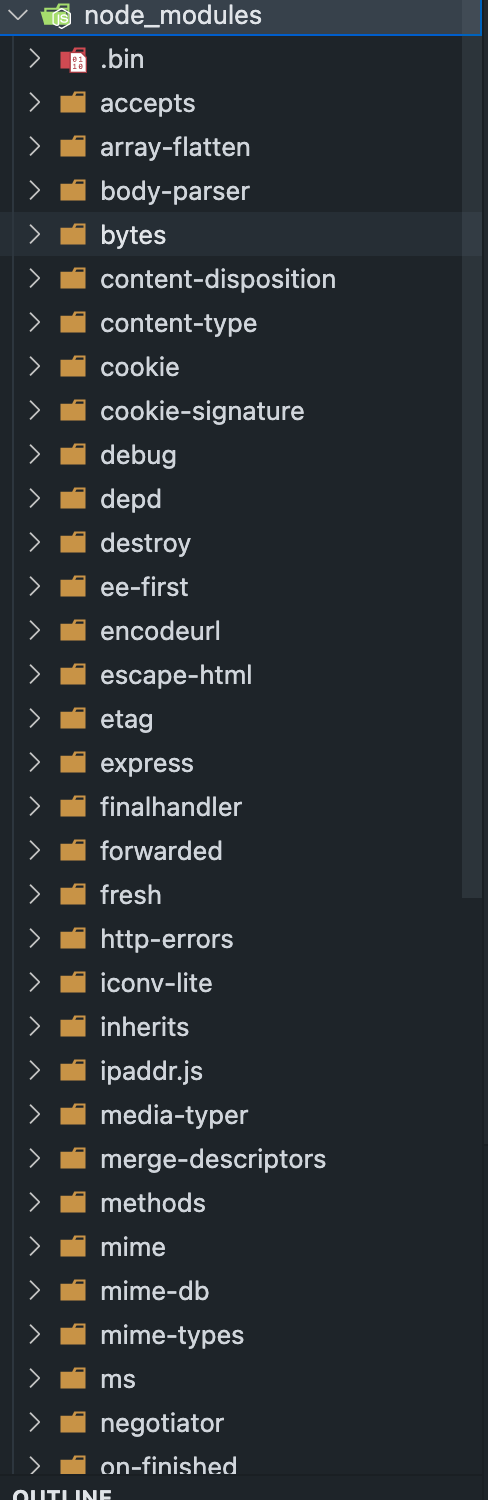 node_modules
.bin
accepts
array-flatten
body-parser
bytes
content-disposition
content-type
cookie
cookie-signature
debug
depd
destroy
ee-first
encodeurl
escape-html
etag
express
finalhandler
forwarded
fresh
http-errors
iconv-lite
inherits
ipaddr.js
media-typer
merge-descriptors
methods
mime
mime-db
mime-types
ms
negotiator
on-finished
OUTLINE